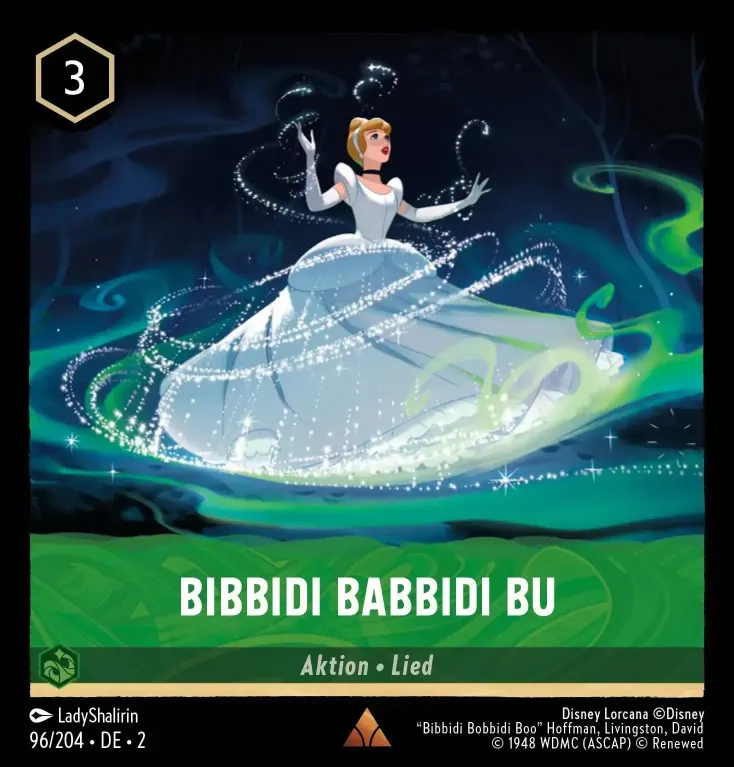 3
BIBBIDI BABBIDI BU
Aktion • Lied
LadyShalirin
96/204 • DE • 2
Disney Lorcana ©Disney
“Bibbidi Bobbidi Boo” Hoffman, Livingston, David
© 1948 WDMC (ASCAP) © Renewed